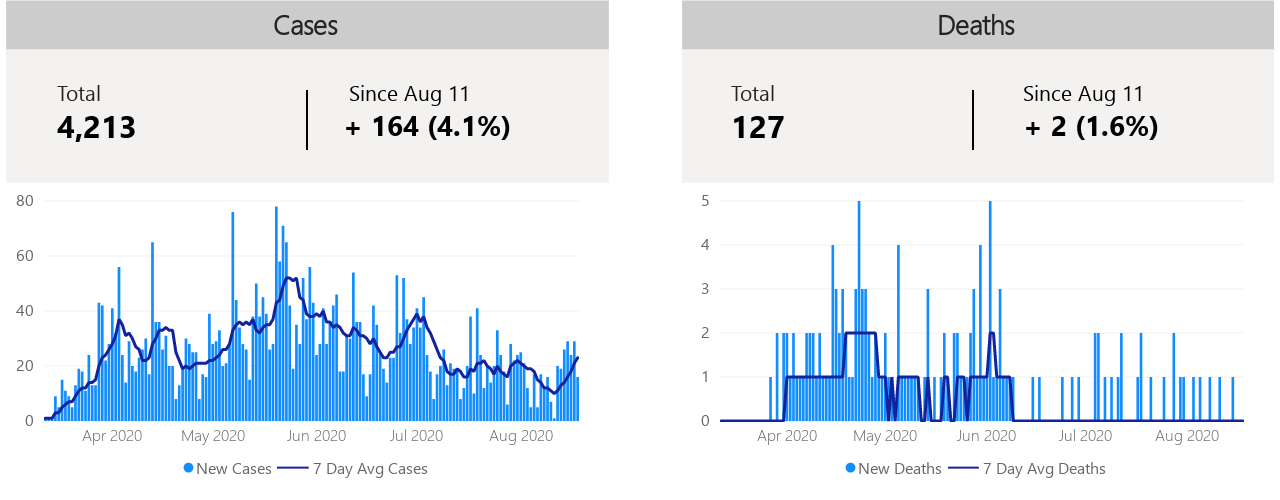 Cases
Total
4,213
Since Aug 11
+ 164 (4.1%)
80
60
40
20
0
Apr 2020 May 2020 Jun 2020 Jul 2020 Aug 2020
New Cases 7 Day Avg Cases
Deaths
Total
127
Since Aug 11
+ 2 (1.6%)
5
4
3
2
1
0
Apr 2020 May 2020 Jun 2020 Jul 2020 Aug 2020
New Deaths 7 Day Avg Deaths